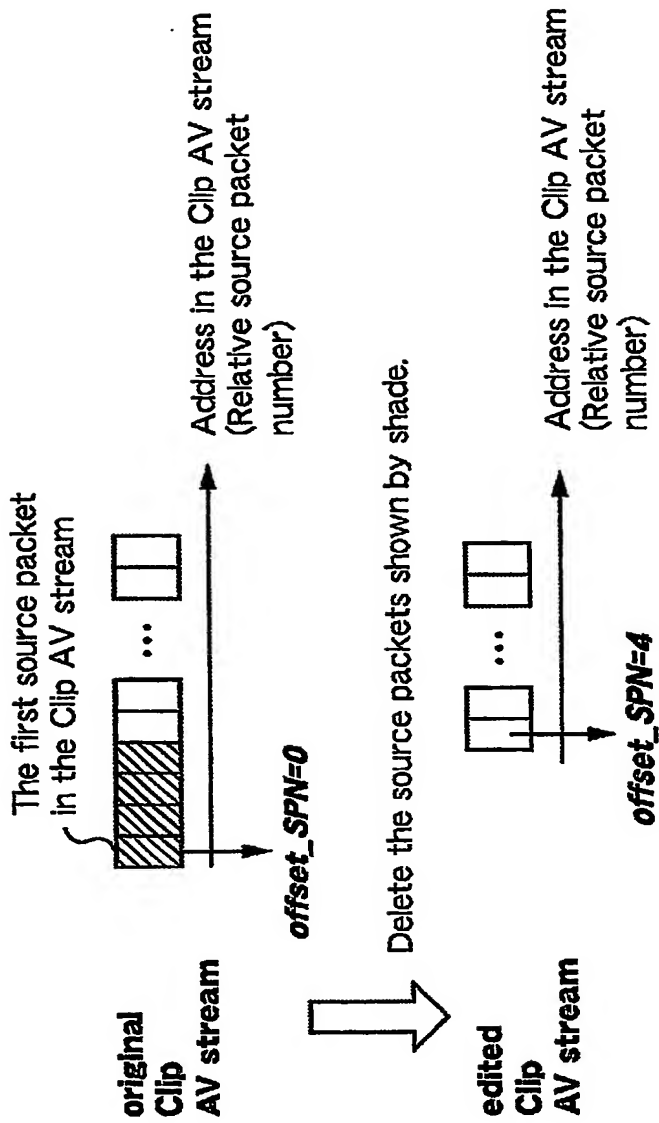 The first source packet
in the Clip AV stream
original
Clip
AV stream
...
offset_SPN=0
Address in the Clip AV stream
(Relative source packet
number)
Delete the source packets shown by shade.
edited
Clip
AV stream
...
offset_SPN=4
Address in the Clip AV stream
(Relative source packet
number)